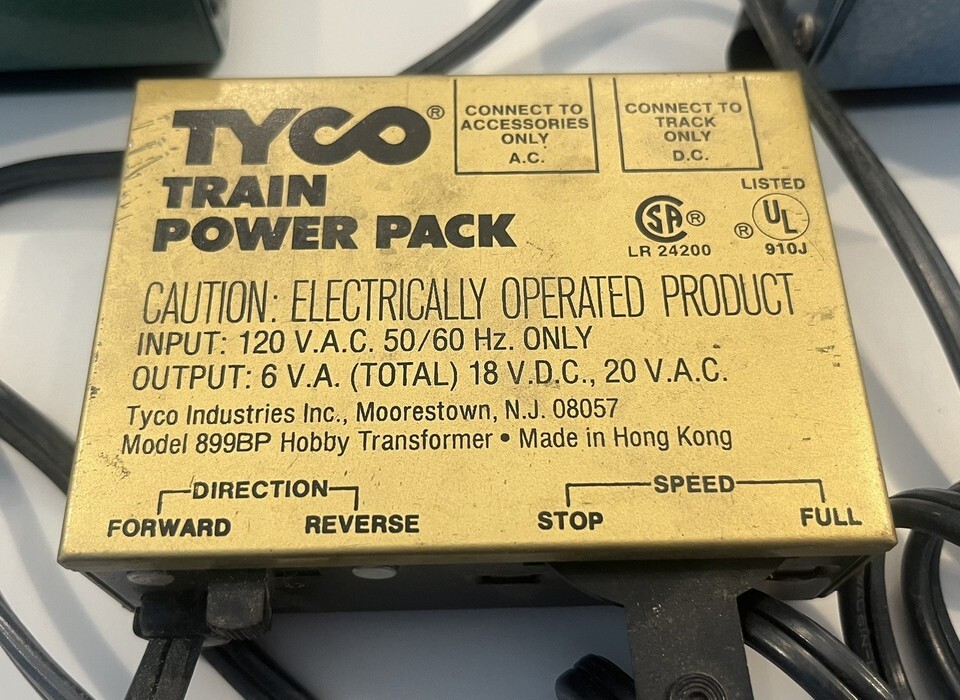 TYCO®
TRAIN
POWER PACK
CONNECT TO
ACCESSORIES
ONLY
A.C.
CONNECT TO
TRACK
ONLY
D.C.
SA®
LR 24200
LISTED
® UL
910J
CAUTION: ELECTRICALLY OPERATED PRODUCT
INPUT: 120 V.A.C. 50/60 Hz. ONLY
OUTPUT: 6 V.A. (TOTAL) 18 V.D.C., 20 V.A.C.
Tyco Industries Inc., Moorestown, N.J. 08057
Model 899BP Hobby Transformer • Made in Hong Kong
DIRECTION
FORWARD REVERSE
SPEED
STOP FULL